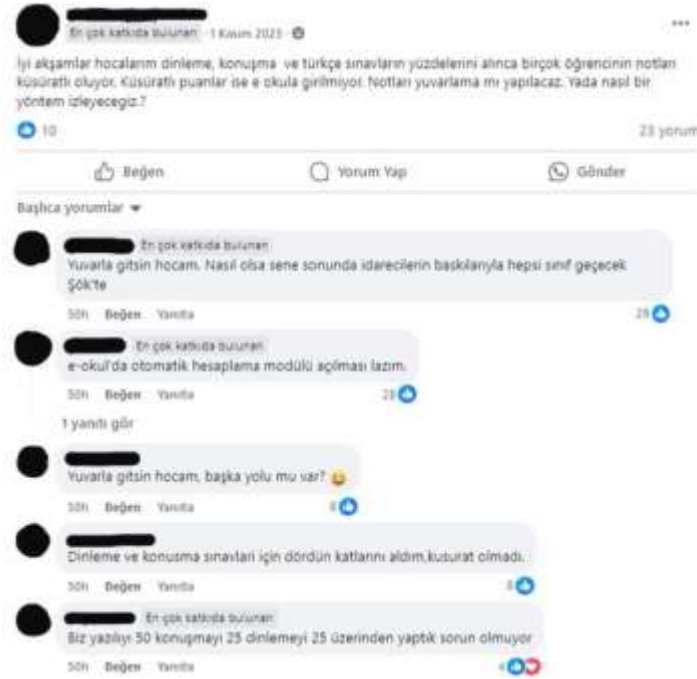 En çok katkıda bulunan · 1 Kasım 2023 ·
İyi akşamlar hocalarım dinleme, konuşma ve türkçe sınavların yüzdelerini alınca birçok öğrencinin notları
küsüratlı oluyor. Küsüratlı puanlar ise e okula girilmiyor. Notları yuvarlama mı yapılacaz. Yada nasıl bir
yöntem izleyecegiz.?
10 23 yorum
Beğen Yorum Yap Gönder
Başlıca yorumlar
En çok katkıda bulunan
Yuvarla gitsin hocam. Nasıl olsa sene sonunda idarecilerin baskılarıyla hepsi sınıf geçecek
Şök'te
50h Beğen Yanıtla 28
En çok katkıda bulunan
e-okul'da otomatik hesaplama modülü açılması lazım.
50h Beğen Yanıtla 28
1 yanıtı gör
Yuvarla gitsin hocam, başka yolu mu var? 😄
50h Beğen Yanıtla 8
Dinleme ve konusma sınavlari için dördün katlarını aldım,kusurat olmadı.
50h Beğen Yanıtla 8
En çok katkıda bulunan
Biz yazılıyı 50 konuşmayı 25 dinlemeyi 25 üzerinden yaptık sorun olmuyor
50h Beğen Yanıtla 4